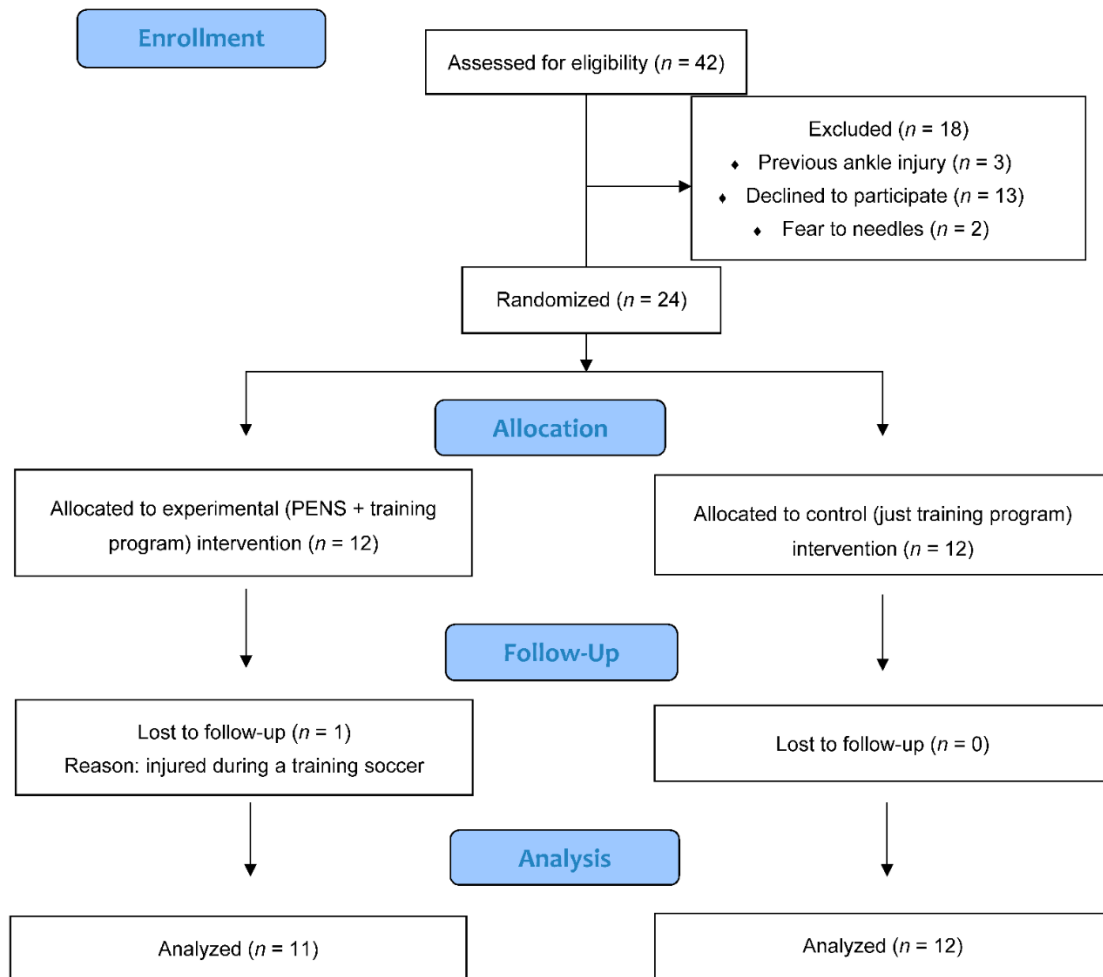 Enrollment
Assessed for eligibility (n = 42)
Excluded (n = 18)
♦ Previous ankle injury (n = 3)
♦ Declined to participate (n = 13)
♦ Fear to needles (n = 2)
Randomized (n = 24)
Allocation
Allocated to experimental (PENS + training
program) intervention (n = 12)
Allocated to control (just training program)
intervention (n = 12)
Follow-Up
Lost to follow-up (n = 1)
Reason: injured during a training soccer
Lost to follow-up (n = 0)
Analysis
Analyzed (n = 11)
Analyzed (n = 12)